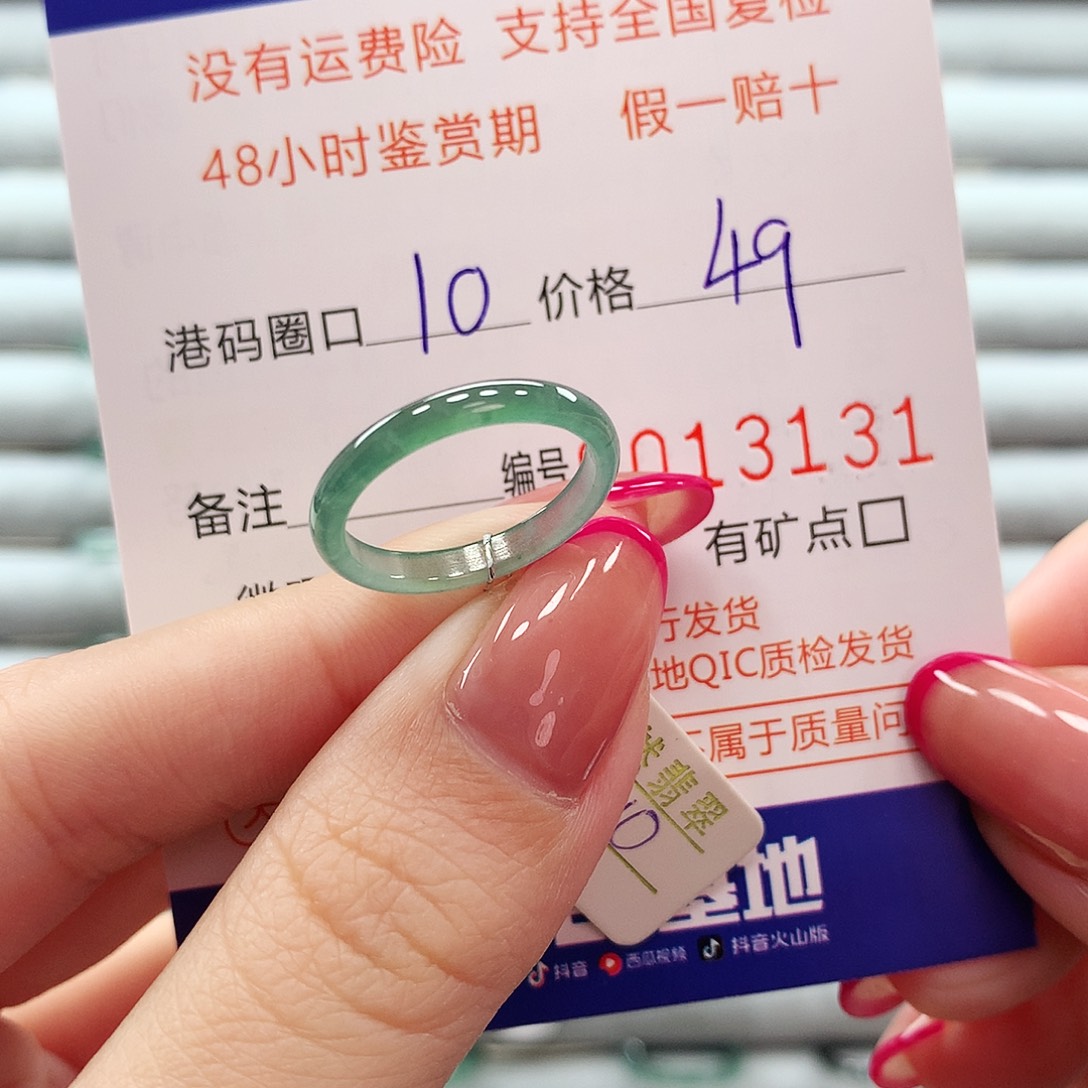 没有运费险 支持全国复检
48小时鉴赏期 假一赔十
港码圈口 10 价格 49
备注 编号 013131
有矿点□
行发货
地QIC质检发货
属于质量问
翡翠
10
基地
抖音 西瓜视频 抖音火山版